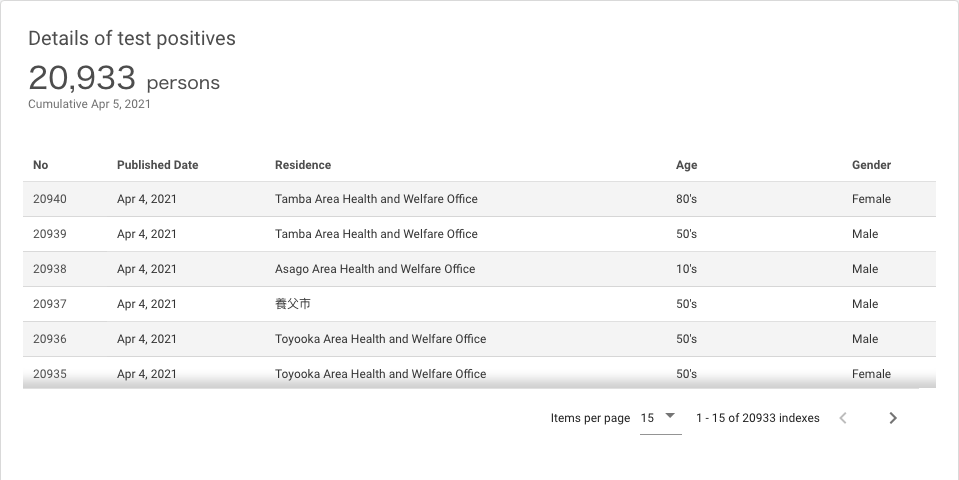 Details of test positives
20,933 persons
Cumulative Apr 5, 2021
No Published Date Residence Age Gender
20940 Apr 4, 2021 Tamba Area Health and Welfare Office 80's Female
20939 Apr 4, 2021 Tamba Area Health and Welfare Office 50's Male
20938 Apr 4, 2021 Asago Area Health and Welfare Office 10's Male
20937 Apr 4, 2021 養父市 50's Male
20936 Apr 4, 2021 Toyooka Area Health and Welfare Office 50's Male
20935 Apr 4, 2021 Toyooka Area Health and Welfare Office 50's Female
Items per page 15 1 - 15 of 20933 indexes